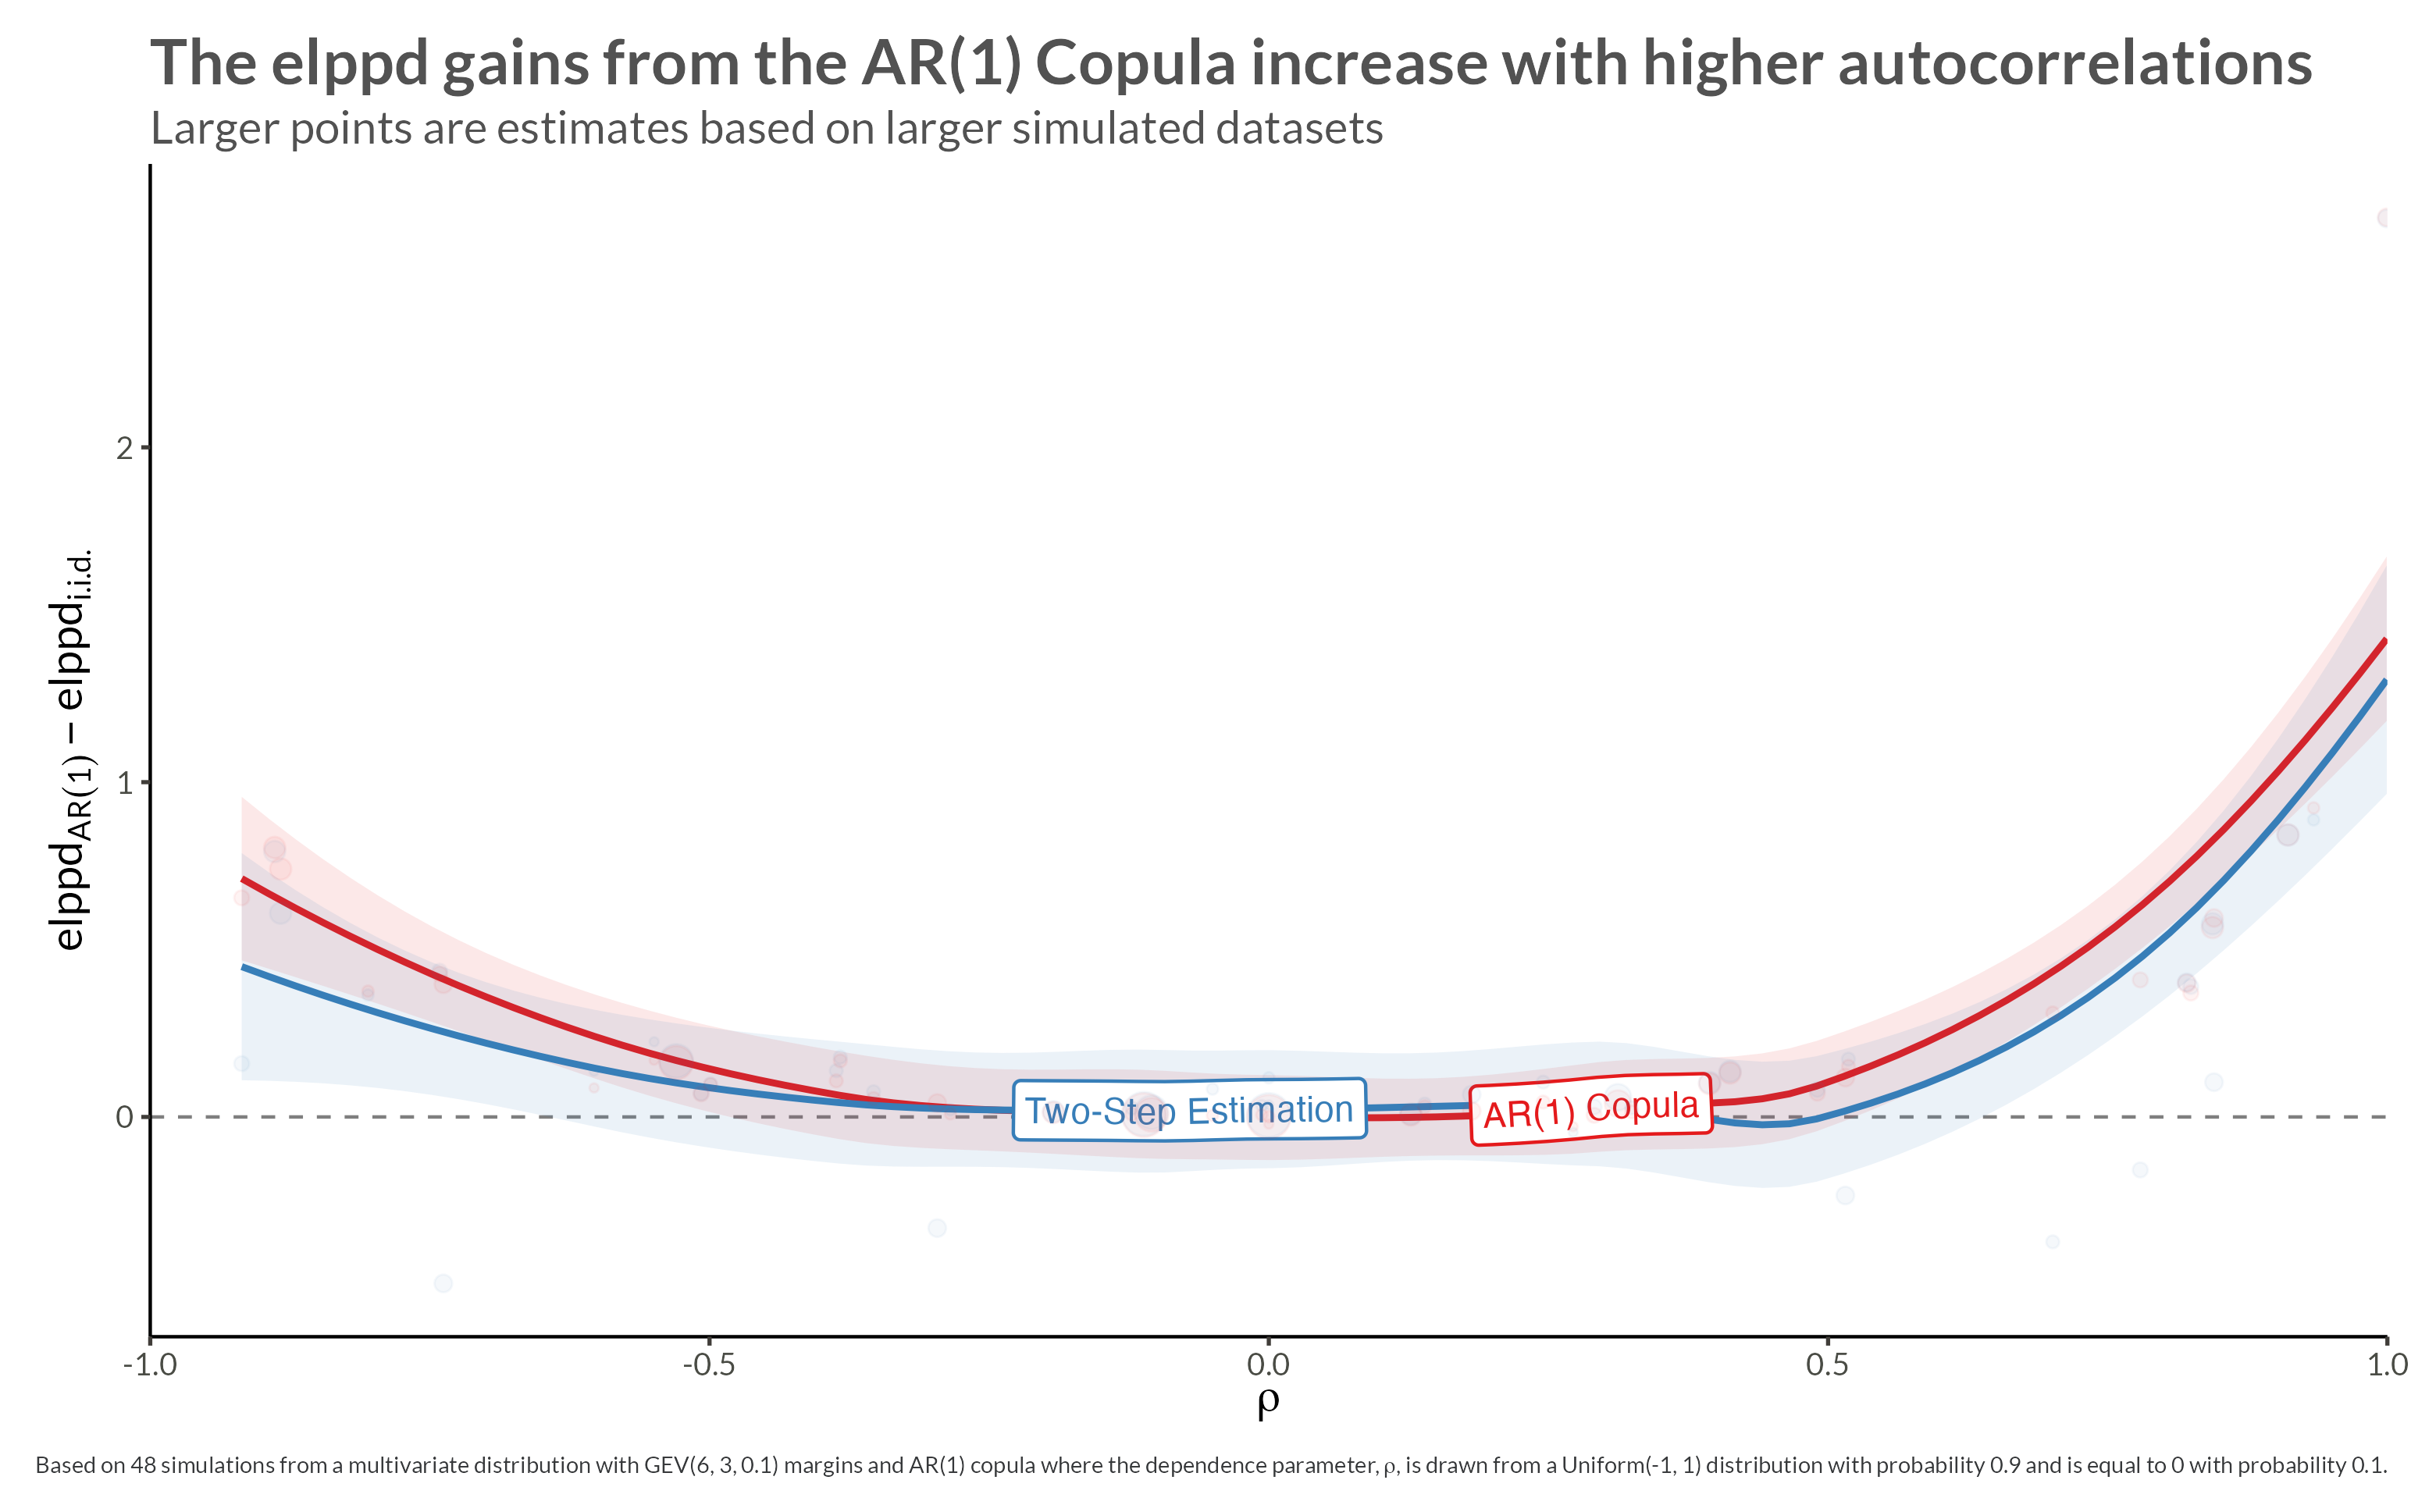 The elppd gains from the AR(1) Copula increase with higher autocorrelations
Larger points are estimates based on larger simulated datasets
elppd AR(1) – elppd i.i.d.
2
1
0
Two-Step Estimation
AR(1) Copula
-1.0
-0.5
0.0
0.5
1.0
ρ
Based on 48 simulations from a multivariate distribution with GEV(6, 3, 0.1) margins and AR(1) copula where the dependence parameter, ρ, is drawn from a Uniform(-1, 1) distribution with probability 0.9 and is equal to 0 with probability 0.1.